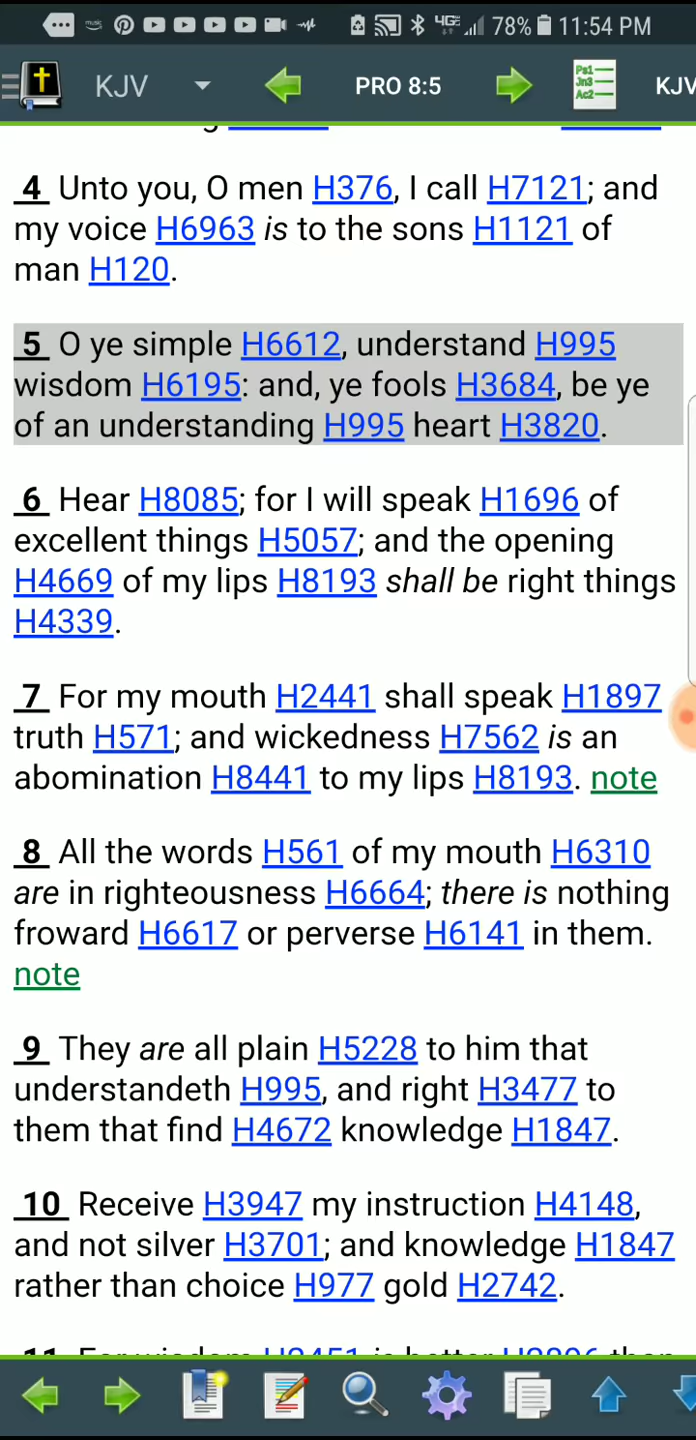 music 4G 78% 11:54 PM
KJV PRO 8:5 Ps1 Jn3 Ac2 KJV
4 Unto you, O men H376, I call H7121; and
my voice H6963 is to the sons H1121 of
man H120.
5 O ye simple H6612, understand H995
wisdom H6195: and, ye fools H3684, be ye
of an understanding H995 heart H3820.
6 Hear H8085; for I will speak H1696 of
excellent things H5057; and the opening
H4669 of my lips H8193 shall be right things
H4339.
7 For my mouth H2441 shall speak H1897
truth H571; and wickedness H7562 is an
abomination H8441 to my lips H8193. note
8 All the words H561 of my mouth H6310
are in righteousness H6664; there is nothing
froward H6617 or perverse H6141 in them.
note
9 They are all plain H5228 to him that
understandeth H995, and right H3477 to
them that find H4672 knowledge H1847.
10 Receive H3947 my instruction H4148,
and not silver H3701; and knowledge H1847
rather than choice H977 gold H2742.